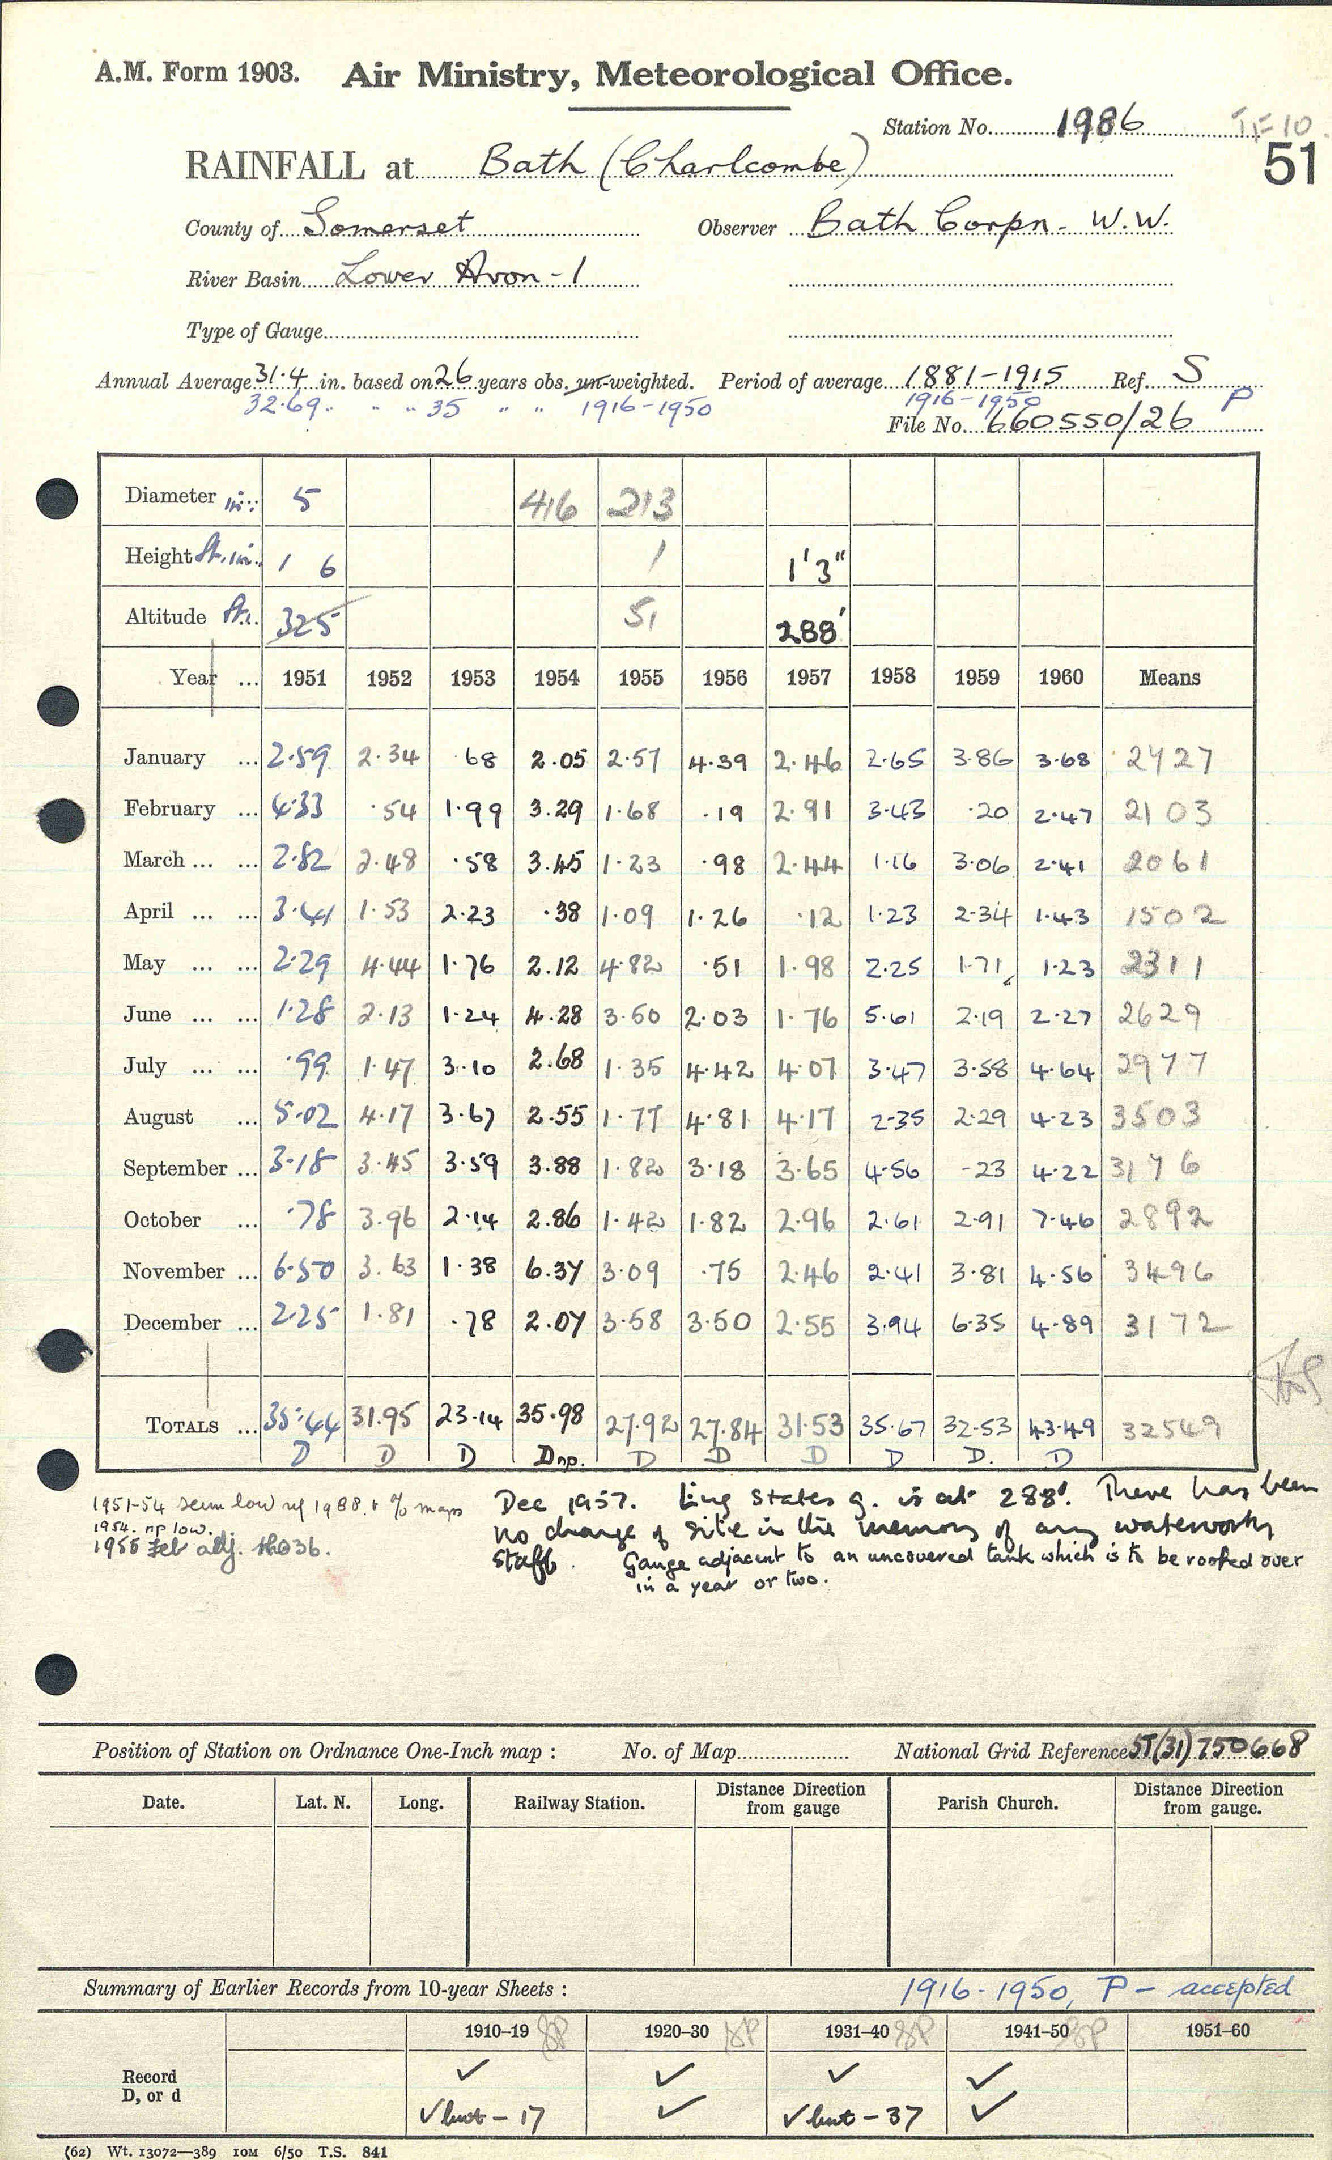 A.M. Form 1903. Air Ministry, Meteorological Office.
Station No. 1986 TF 10
51
RAINFALL at Bath (Charlcombe)
County of Somerset Observer Bath Corpn. W.W.
River Basin Lower Avon - 1
Type of Gauge
Annual Average 31.4 in. based on 26 years obs. un-weighted. Period of average 1881-1915 Ref. S
32.69 " " " 35 " " 1916-1950 1916-1950 P
File No. 660550/26
Diameter in: 5 416 213
Height ft. in. 1 6 1 1'3"
Altitude ft. 325 51 288'
Year ... 1951 1952 1953 1954 1955 1956 1957 1958 1959 1960 Means
January ... 2.59 2.34 .68 2.05 2.57 4.39 2.46 2.65 3.86 3.68 2427
February ... 4.33 .54 1.99 3.29 1.68 .19 2.91 3.43 .20 2.47 2103
March ... ... 2.82 2.48 .58 3.45 1.23 .98 2.44 1.16 3.06 2.41 2061
April ... ... 3.41 1.53 2.23 .38 1.09 1.26 .12 1.23 2.34 1.43 1502
May ... ... 2.29 4.44 1.76 2.12 4.82 .51 1.98 2.25 1.71 1.23 2311
June ... ... 1.28 2.13 1.24 4.28 3.50 2.03 1.76 5.61 2.19 2.27 2629
July ... ... .99 1.47 3.10 2.68 1.35 4.42 4.07 3.47 3.58 4.64 2977
August ... 5.02 4.17 3.67 2.55 1.77 4.81 4.17 2.35 2.29 4.23 3503
September ... 3.18 3.45 3.59 3.88 1.82 3.18 3.65 4.56 .23 4.22 3176
October ... .78 3.96 2.14 2.86 1.42 1.82 2.96 2.61 2.91 7.46 2892
November ... 6.50 3.63 1.38 6.37 3.09 .75 2.46 2.41 3.81 4.56 3496
December ... 2.25 1.81 .78 2.07 3.58 3.50 2.55 3.94 6.35 4.89 3172
TOTALS ... 35.44 31.95 23.14 35.98 27.92 27.84 31.53 35.67 32.53 43.49 32549
D D D Dnp. D D D D D. D
1951-54 seem low 1988.1 % maps
1954. np low.
1955 Feb adj.
Dec 1957. States g. is at 288'. There has been
no change of site in the memory of any waterworks
staff. Gauge adjacent to an uncovered tank which is to be roofed over
in a year or two.
Position of Station on Ordnance One-Inch map : No. of Map National Grid Reference ST(31)750668
Date. Lat. N. Long. Railway Station. Distance Direction from gauge Parish Church. Distance Direction from gauge.
Summary of Earlier Records from 10-year Sheets : 1916-1950, P - accepted
1910-19 1920-30 1931-40 1941-50 1951-60
Record ✓ ✓ ✓ ✓
D, or d ✓ but - 17 ✓ ✓ but - 37 ✓
(62) Wt. 13072—389 10M 6/50 T.S. 841